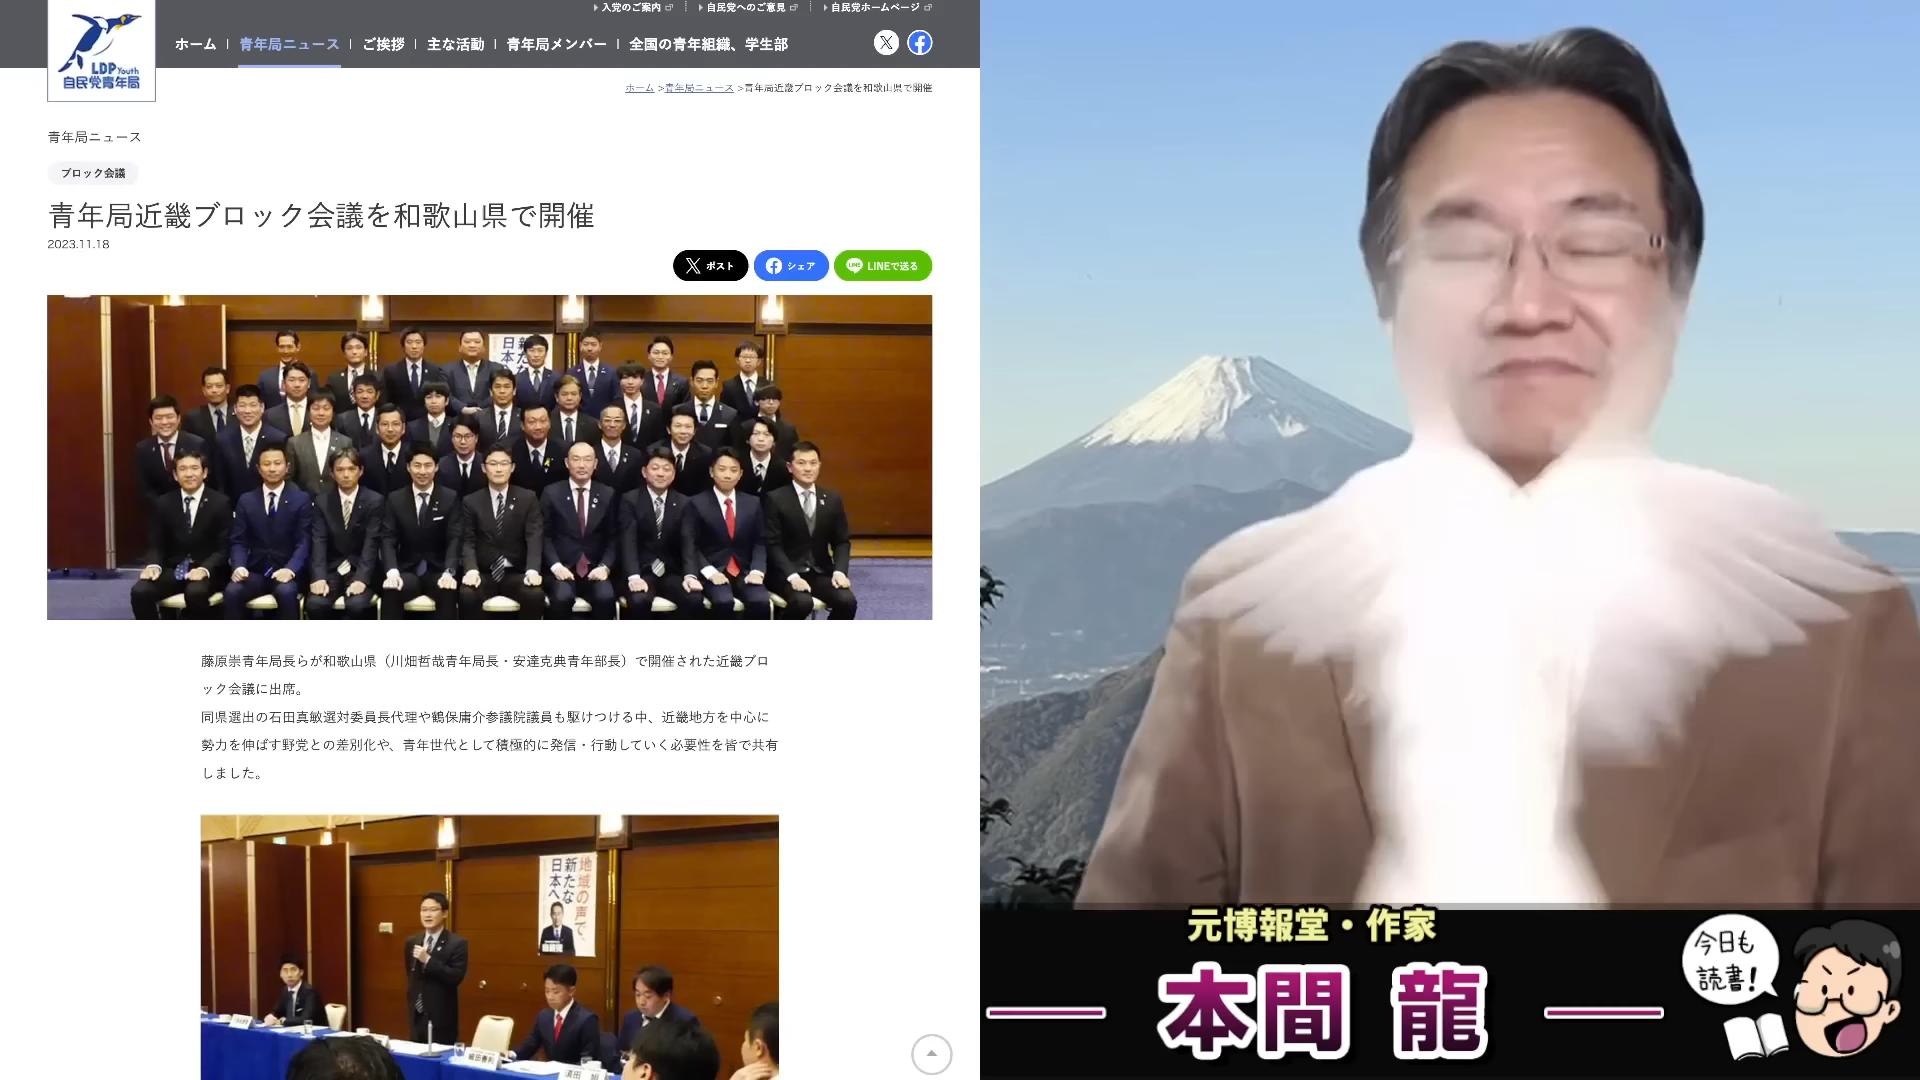 入党のご案内
自民党へのご意見
自民党ホームページ
LDP Youth
自民党青年局
ホーム
青年局ニュース
ご挨拶
主な活動
青年局メンバー
全国の青年組織、学生部
ホーム >青年局ニュース >青年局近畿ブロック会議を和歌山県で開催
青年局ニュース
ブロック会議
青年局近畿ブロック会議を和歌山県で開催
2023.11.18
ポスト
シェア
LINE
LINEで送る
藤原崇青年局長らが和歌山県（川畑哲哉青年局長・安達克典青年部長）で開催された近畿ブロ
ック会議に出席。
同県選出の石田真敏選対委員長代理や鶴保庸介参議院議員も駆けつける中、近畿地方を中心に
勢力を伸ばす野党との差別化や、青年世代として積極的に発信・行動していく必要性を皆で共有
しました。
地域の声で、
新たな
日本へ。
元博報堂・作家
本間 龍
今日も
読書!